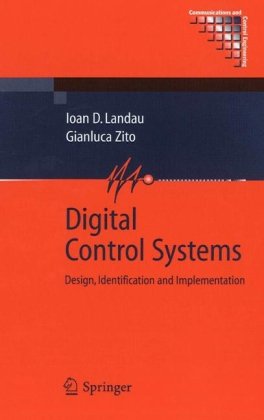 Communications and
Control Engineering
Ioan D. Landau
Gianluca Zito
Digital
Control Systems
Design, Identification and Implementation
Springer